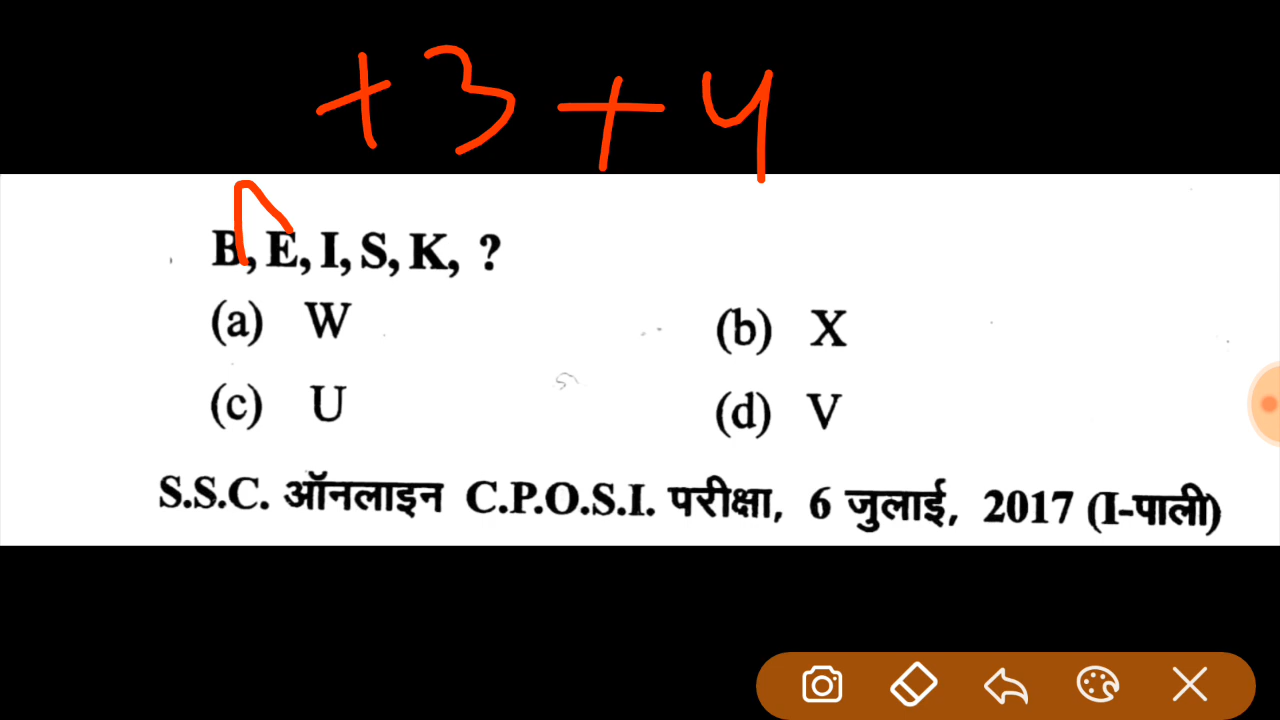 +3 +4
B, E, I, S, K, ?
(a) W (b) X
(c) U (d) V
S.S.C. ऑनलाइन C.P.O.S.I. परीक्षा, 6 जुलाई, 2017 (I-पाली)